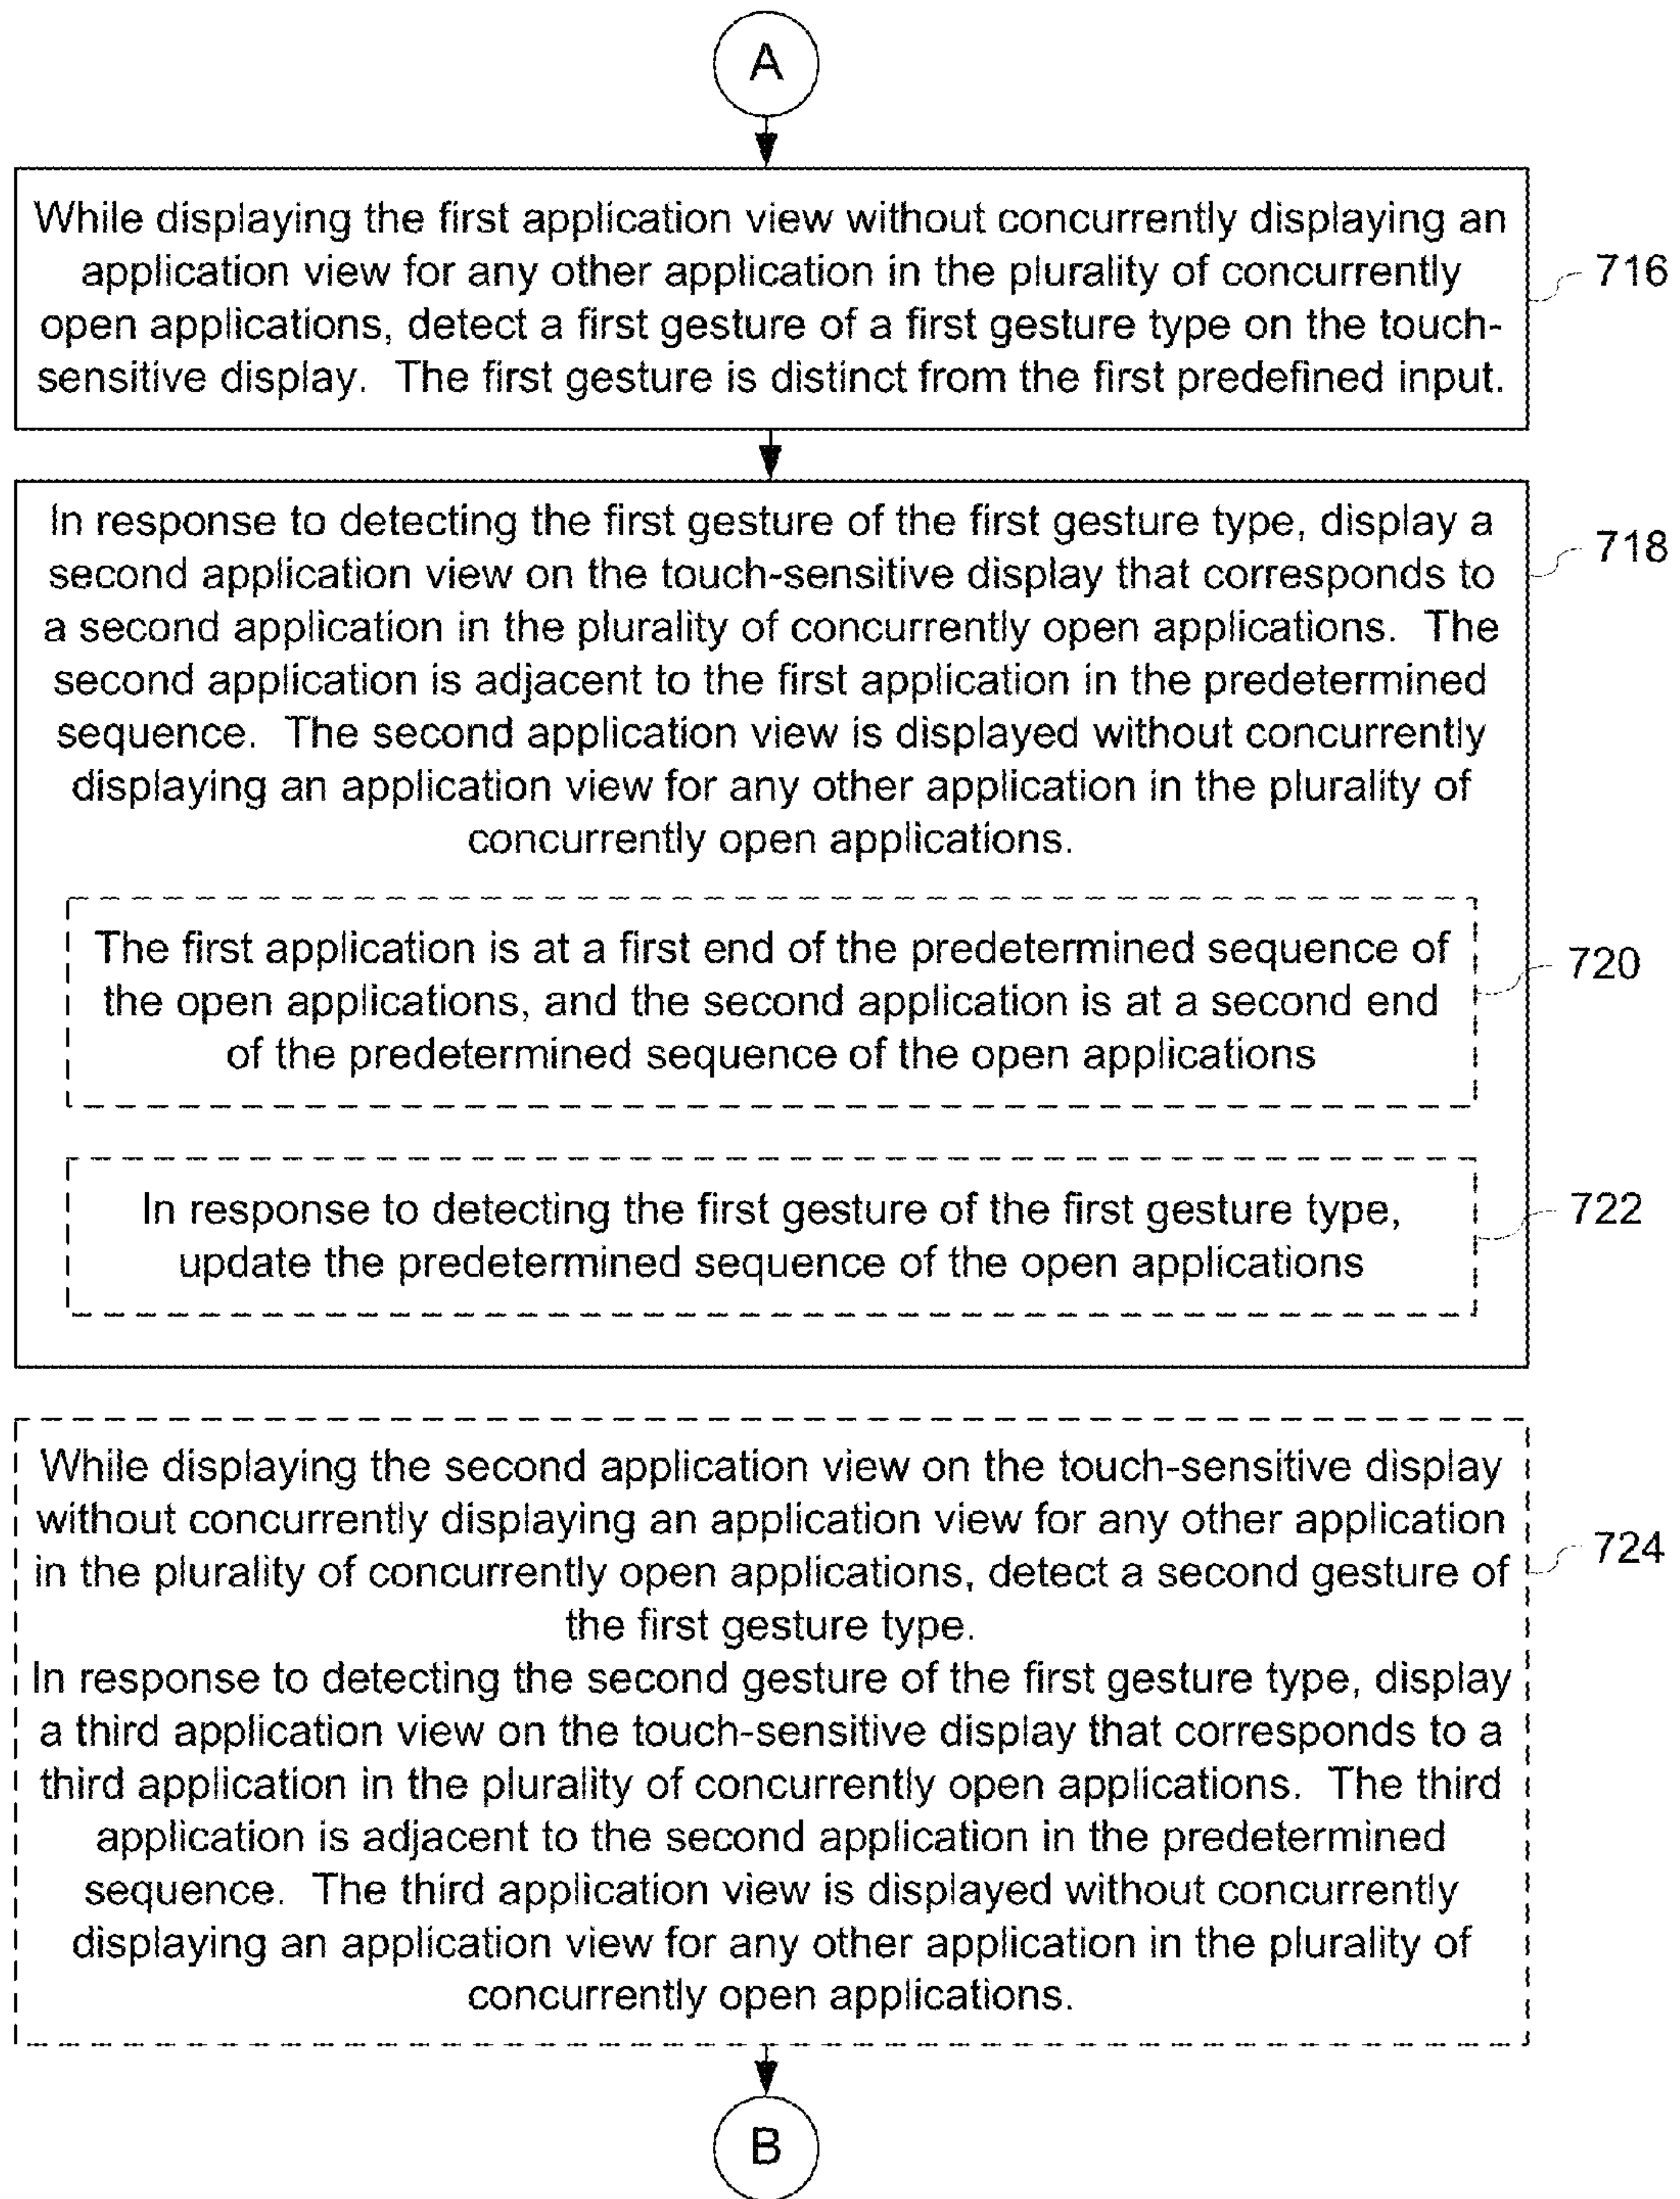 A
While displaying the first application view without concurrently displaying an
application view for any other application in the plurality of concurrently
open applications, detect a first gesture of a first gesture type on the touch-
sensitive display. The first gesture is distinct from the first predefined input.
716
In response to detecting the first gesture of the first gesture type, display a
second application view on the touch-sensitive display that corresponds to
a second application in the plurality of concurrently open applications. The
second application is adjacent to the first application in the predetermined
sequence. The second application view is displayed without concurrently
displaying an application view for any other application in the plurality of
concurrently open applications.
718
The first application is at a first end of the predetermined sequence of
the open applications, and the second application is at a second end
of the predetermined sequence of the open applications
720
In response to detecting the first gesture of the first gesture type,
update the predetermined sequence of the open applications
722
While displaying the second application view on the touch-sensitive display
without concurrently displaying an application view for any other application
in the plurality of concurrently open applications, detect a second gesture of
the first gesture type.
In response to detecting the second gesture of the first gesture type, display
a third application view on the touch-sensitive display that corresponds to a
third application in the plurality of concurrently open applications. The third
application is adjacent to the second application in the predetermined
sequence. The third application view is displayed without concurrently
displaying an application view for any other application in the plurality of
concurrently open applications.
724
B